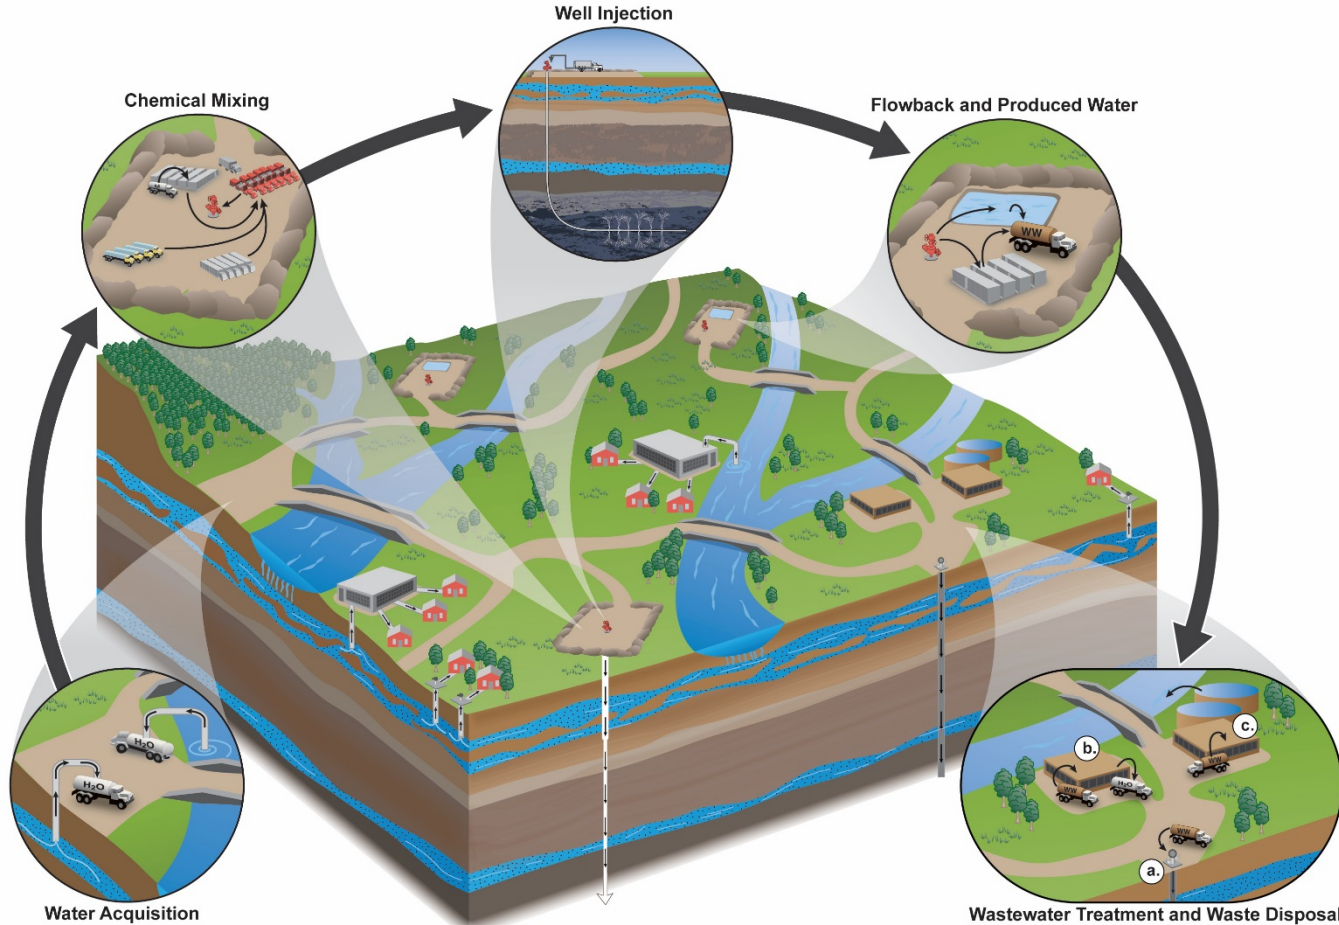 Well Injection
Chemical Mixing
Flowback and Produced Water
WW
H₂O
H₂O
Water Acquisition
c.
b.
WW
WW
H₂O
WW
a.
Wastewater Treatment and Waste Disposal